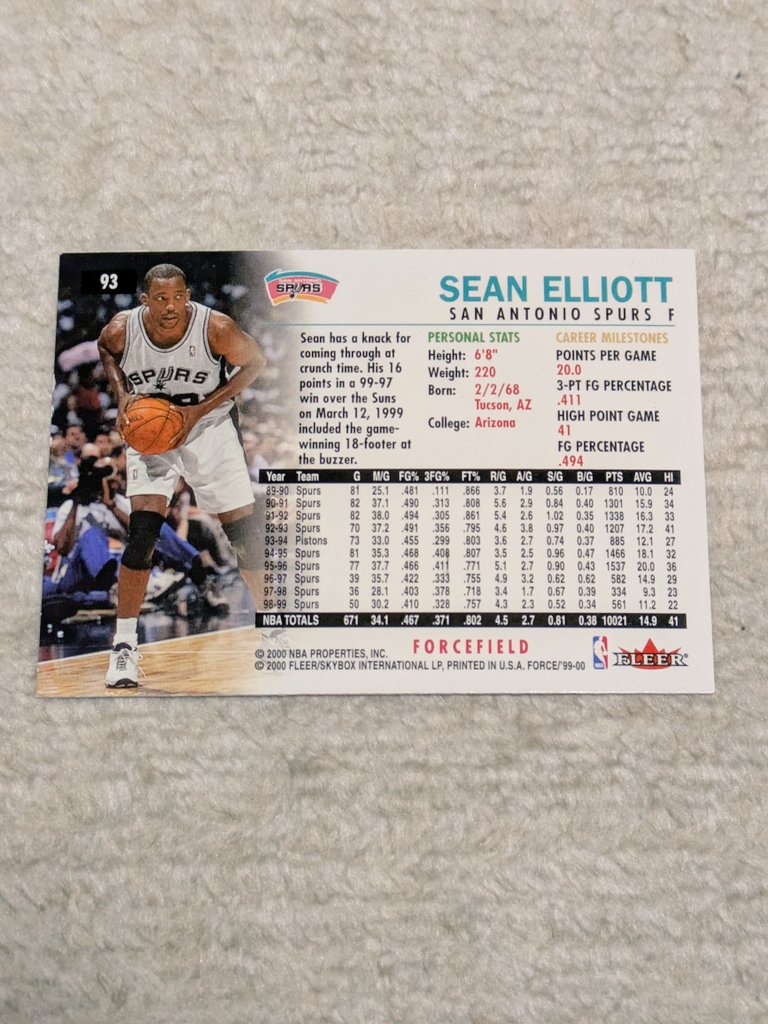 93
SAN ANTONIO
SPURS
SEAN ELLIOTT
SAN ANTONIO SPURS F
SPURS
Sean has a knack for
coming through at
crunch time. His 16
points in a 99-97
win over the Suns
on March 12, 1999
included the game-
winning 18-footer at
the buzzer.
PERSONAL STATS
Height: 6'8"
Weight: 220
Born: 2/2/68
Tucson, AZ
College: Arizona
CAREER MILESTONES
POINTS PER GAME
20.0
3-PT FG PERCENTAGE
.411
HIGH POINT GAME
41
FG PERCENTAGE
.494
Year Team G M/G FG% 3FG% FT% R/G A/G S/G B/G PTS AVG HI
89-90 Spurs 81 25.1 .481 .111 .866 3.7 1.9 0.56 0.17 810 10.0 24
90-91 Spurs 82 37.1 .490 .313 .808 5.6 2.9 0.84 0.40 1301 15.9 34
91-92 Spurs 82 38.0 .494 .305 .861 5.4 2.6 1.02 0.35 1338 16.3 33
92-93 Spurs 70 37.2 .491 .356 .795 4.6 3.8 0.97 0.40 1207 17.2 41
93-94 Pistons 73 33.0 .455 .299 .803 3.6 2.7 0.74 0.37 885 12.1 27
94-95 Spurs 81 35.3 .468 .408 .807 3.5 2.5 0.96 0.47 1466 18.1 32
95-96 Spurs 77 37.7 .466 .411 .771 5.1 2.7 0.90 0.43 1537 20.0 36
96-97 Spurs 39 35.7 .422 .333 .755 4.9 3.2 0.62 0.62 582 14.9 29
97-98 Spurs 36 28.1 .403 .378 .718 3.4 1.7 0.67 0.39 334 9.3 23
98-99 Spurs 50 30.2 .410 .328 .757 4.3 2.3 0.52 0.34 561 11.2 22
NBA TOTALS 671 34.1 .467 .371 .802 4.5 2.7 0.81 0.38 10021 14.9 41
© 2000 NBA PROPERTIES, INC.
FORCEFIELD
© 2000 FLEER/SKYBOX INTERNATIONAL LP, PRINTED IN U.S.A. FORCE/'99-00
FLEER®